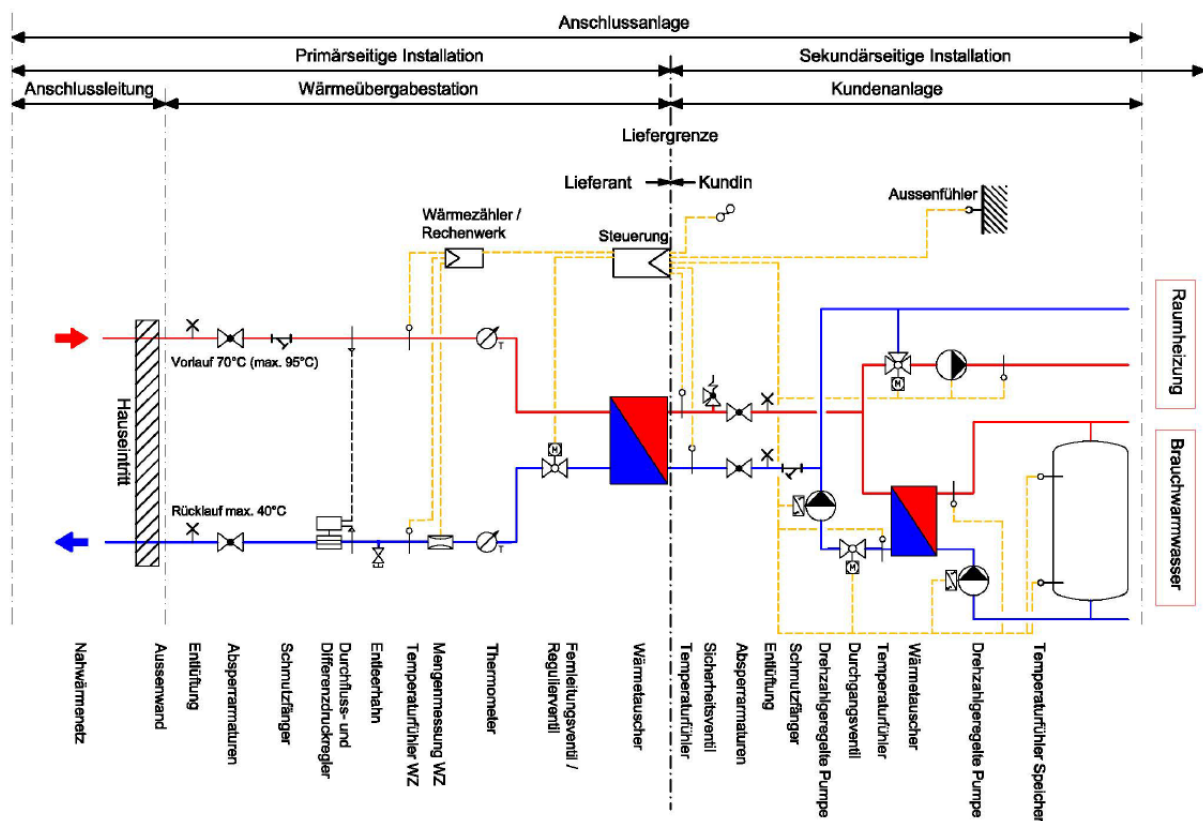 Anschlussanlage
Primärseitige Installation
Sekundärseitige Installation
Anschlussleitung
Wärmeübergabestation
Kundenanlage
Liefergrenze
Lieferant
Kundin
Aussenfühler
Wärmezähler /
Rechenwerk
Steuerung
Vorlauf 70°C (max. 95°C)
T
M
Raumheizung
Hauseintritt
M
Brauchwarmwasser
Rücklauf max. 40°C
T
M
Nahwärmenetz
Aussenwand
Entlüftung
Absperrarmaturen
Schmutzfänger
Durchfluss- und
Differenzdruckregler
Entleerhahn
Temperaturfühler WZ
Mengenmessung WZ
Thermometer
Fernleitungsventil /
Regulierventil
Wärmetauscher
Temperaturfühler
Sicherheitsventil
Absperrarmaturen
Entlüftung
Schmutzfänger
Drehzahlgeregelte Pumpe
Durchgangsventil
Temperaturfühler
Wärmetauscher
Drehzahlgeregelte Pumpe
Temperaturfühler Speicher